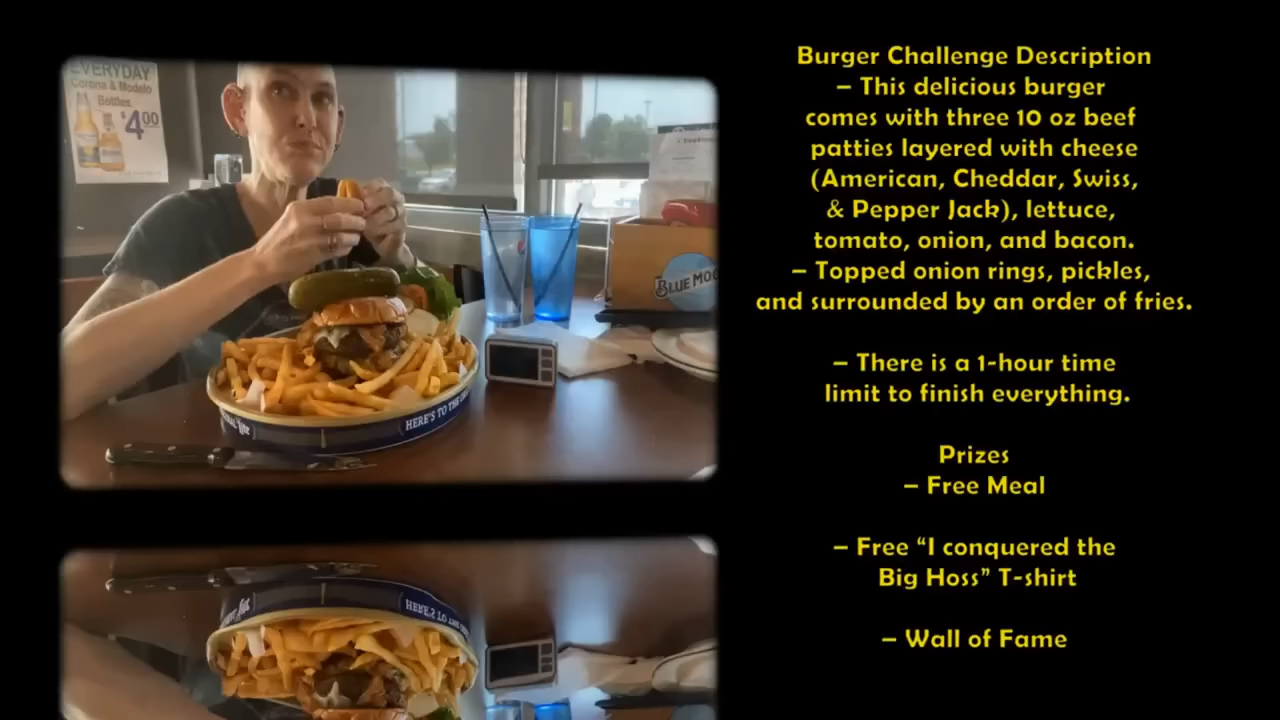 EVERYDAY
Corona & Modelo
Bottles
$4.00
BLUE MOO
HERE'S TO THE
Burger Challenge Description
– This delicious burger
comes with three 10 oz beef
patties layered with cheese
(American, Cheddar, Swiss,
& Pepper Jack), lettuce,
tomato, onion, and bacon.
– Topped onion rings, pickles,
and surrounded by an order of fries.
– There is a 1-hour time
limit to finish everything.
Prizes
– Free Meal
– Free “I conquered the
Big Hoss” T-shirt
– Wall of Fame